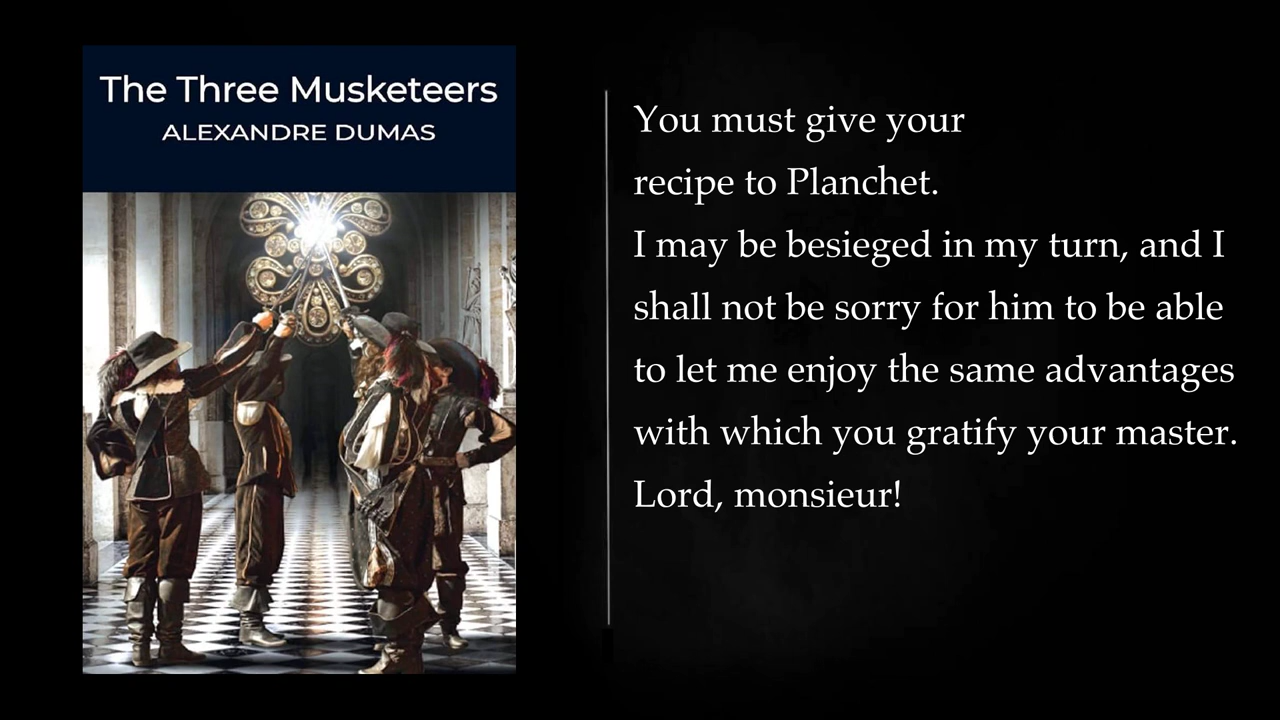 The Three Musketeers
ALEXANDRE DUMAS
You must give your
recipe to Planchet.
I may be besieged in my turn, and I
shall not be sorry for him to be able
to let me enjoy the same advantages
with which you gratify your master.
Lord, monsieur!